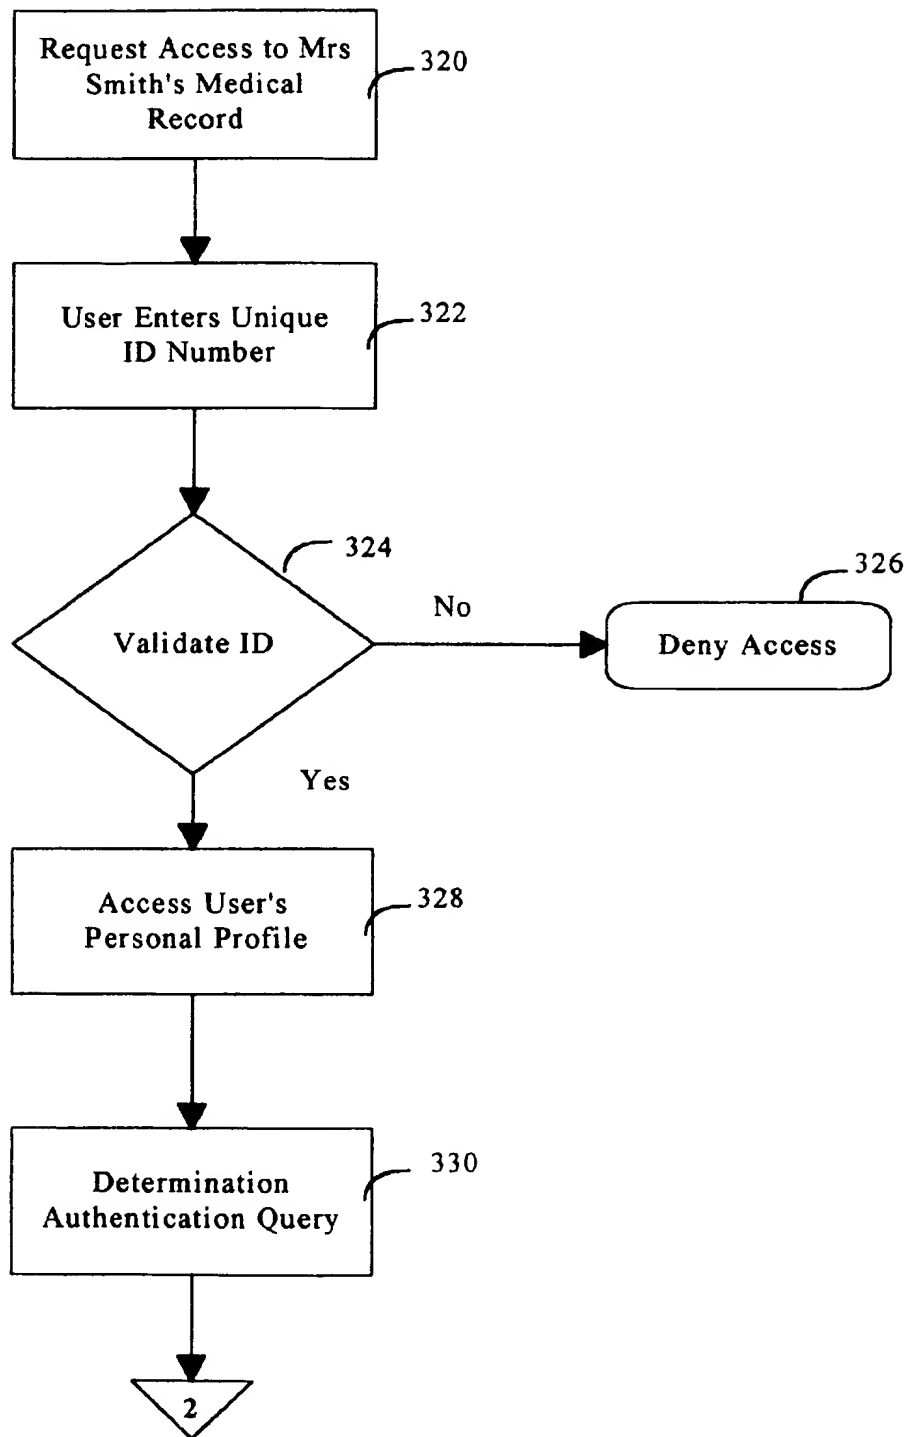 Request Access to Mrs
Smith's Medical
Record
320
User Enters Unique
ID Number
322
324
Validate ID
No
326
Deny Access
Yes
Access User's
Personal Profile
328
Determination
Authentication Query
330
2